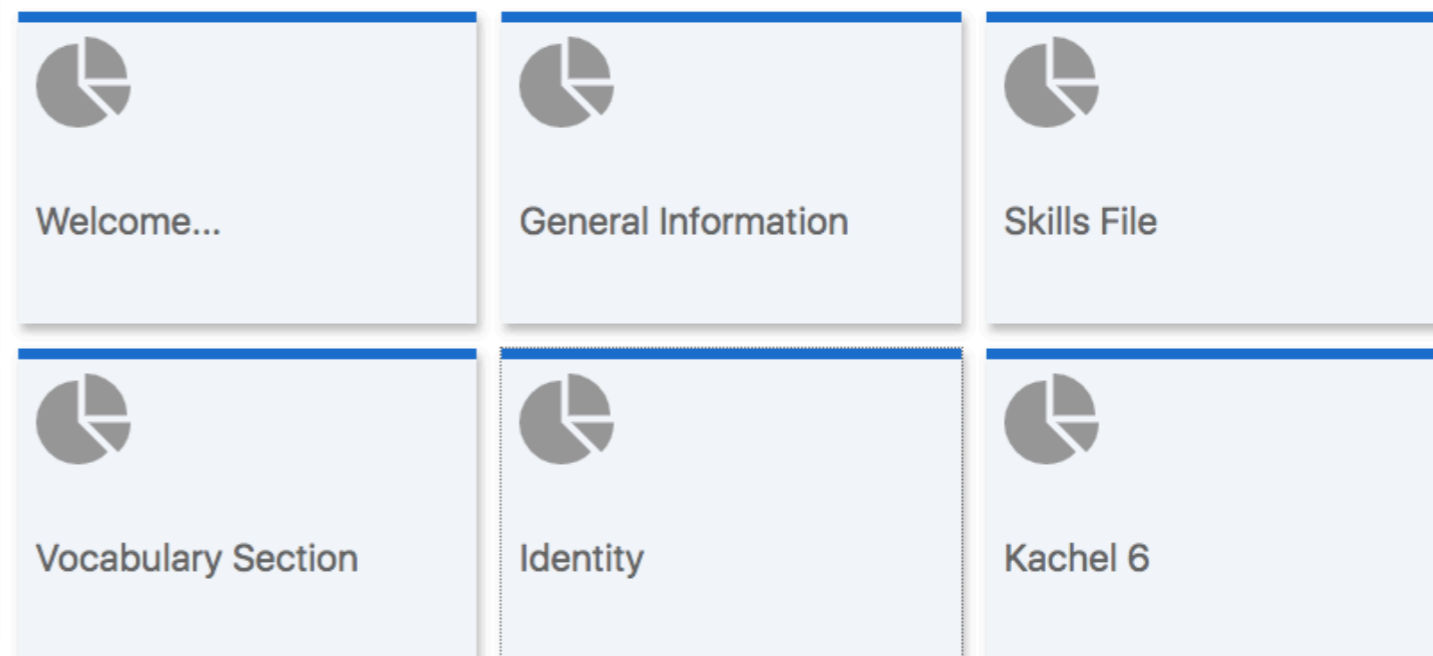 Welcome...
General Information
Skills File
Vocabulary Section
Identity
Kachel 6